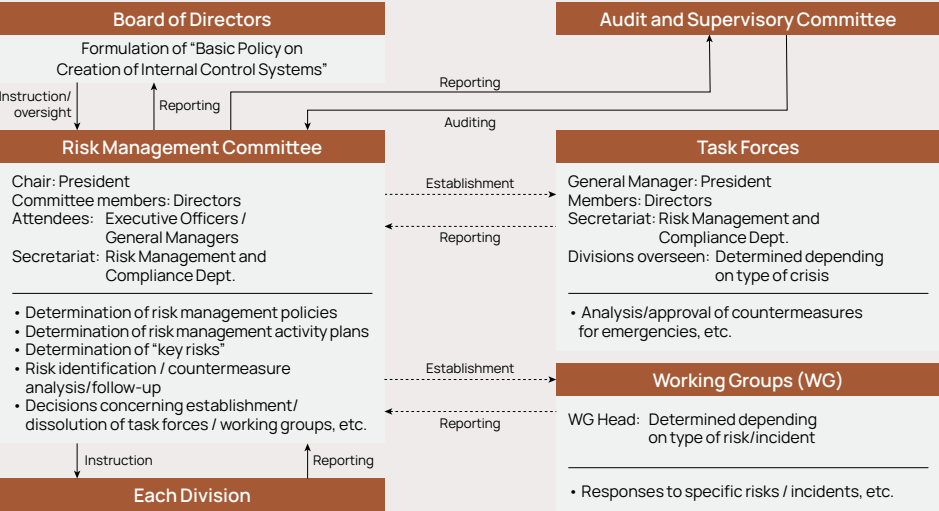 Board of Directors
Formulation of “Basic Policy on
Creation of Internal Control Systems”
Audit and Supervisory Committee
Instruction/
oversight
Reporting
Reporting
Auditing
Risk Management Committee
Chair: President
Committee members: Directors
Attendees: Executive Officers /
General Managers
Secretariat: Risk Management and
Compliance Dept.
• Determination of risk management policies
• Determination of risk management activity plans
• Determination of “key risks”
• Risk identification / countermeasure
analysis/follow-up
• Decisions concerning establishment/
dissolution of task forces / working groups, etc.
Establishment
Reporting
Task Forces
General Manager: President
Members: Directors
Secretariat: Risk Management and
Compliance Dept.
Divisions overseen: Determined depending
on type of crisis
• Analysis/approval of countermeasures
for emergencies, etc.
Establishment
Reporting
Working Groups (WG)
WG Head: Determined depending
on type of risk/incident
• Responses to specific risks / incidents, etc.
Instruction
Reporting
Each Division